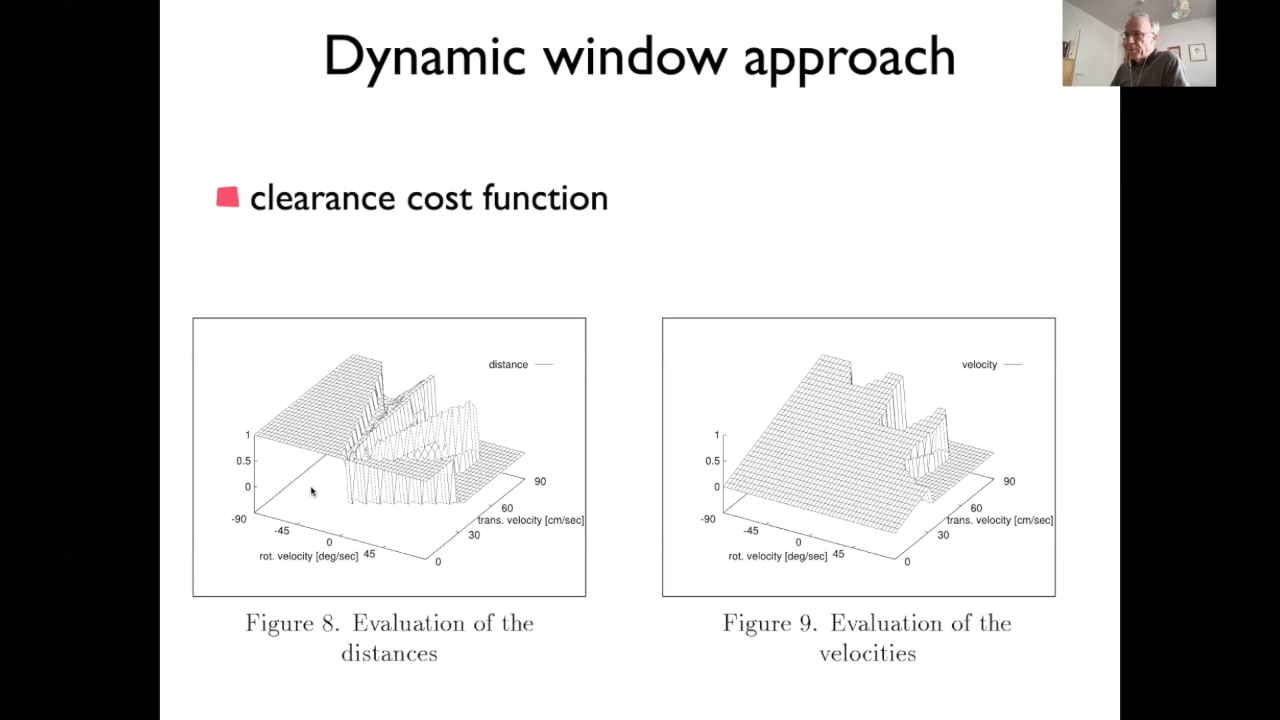 Dynamic window approach
clearance cost function
distance
1
0.5
0
-90
-45
0
45
rot. velocity [deg/sec]
0
30
60
90
trans. velocity [cm/sec]
velocity
1
0.5
0
-90
-45
0
45
rot. velocity [deg/sec]
0
30
60
90
trans. velocity [cm/sec]
Figure 8. Evaluation of the
distances
Figure 9. Evaluation of the
velocities